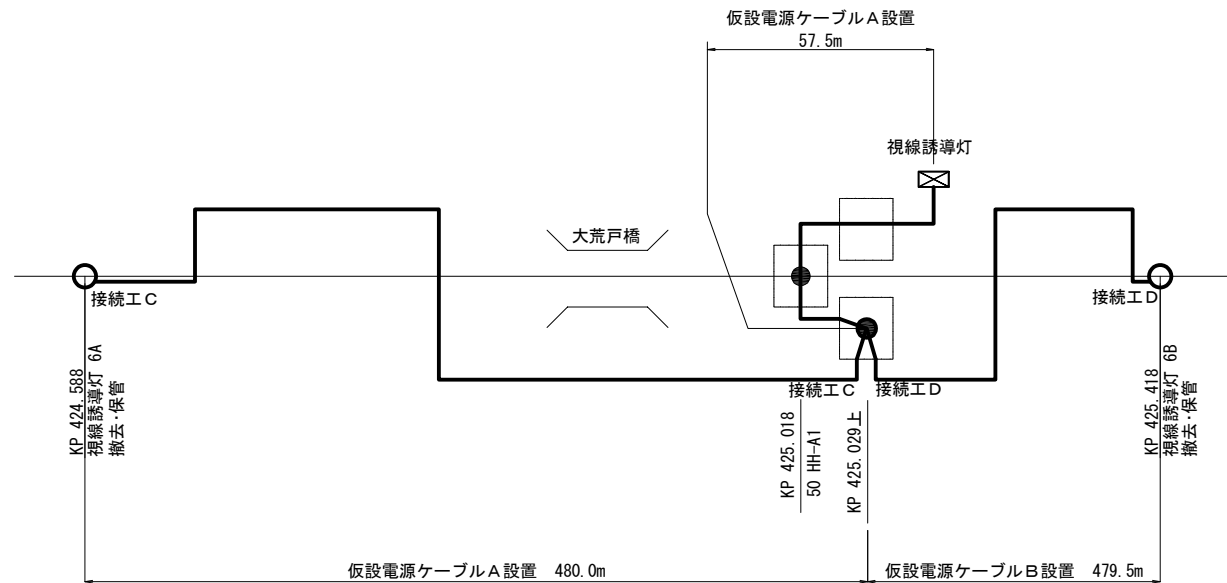 仮設電源ケーブルＡ設置
57.5m
視線誘導灯
大荒戸橋
接続工Ｃ
接続工Ｄ
接続工Ｃ
接続工Ｄ
KP 424.588
視線誘導灯 6A
撤去・保管
KP 425.018
50 HH-A1
KP 425.029上
KP 425.418
視線誘導灯 6B
撤去・保管
仮設電源ケーブルＡ設置　480.0m
仮設電源ケーブルＢ設置　479.5m